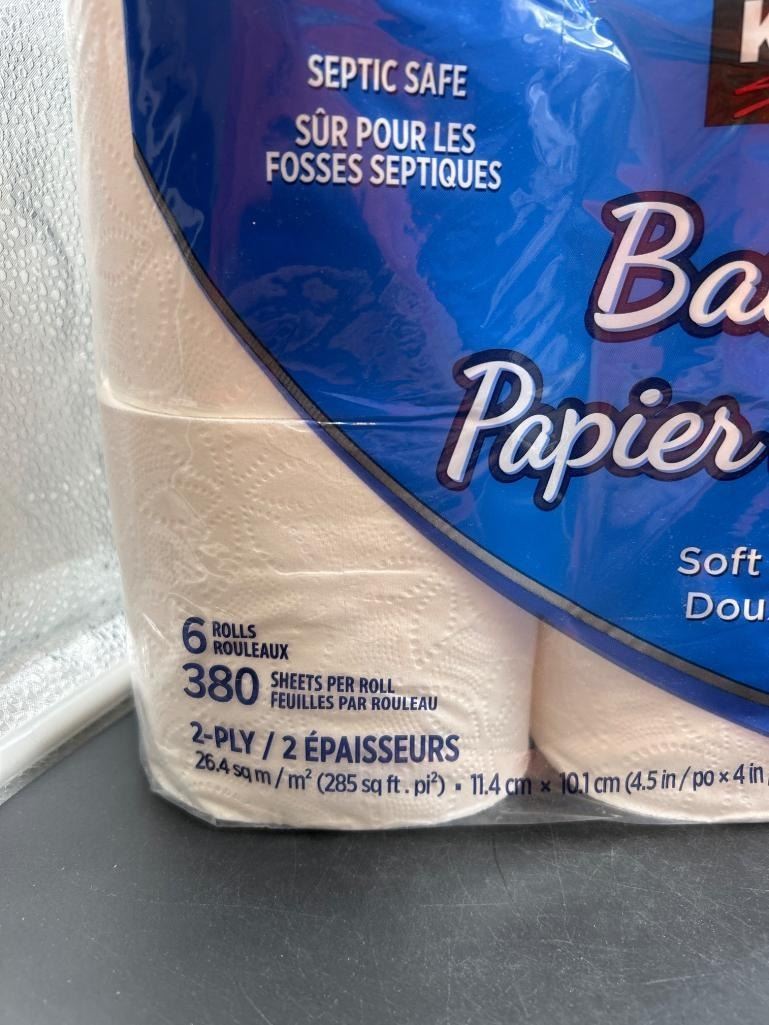 K
SEPTIC SAFE
SÛR POUR LES
FOSSES SEPTIQUES
Ba
Papier
Soft
Dou
6 ROLLS
ROULEAUX
380 SHEETS PER ROLL
FEUILLES PAR ROULEAU
2-PLY / 2 ÉPAISSEURS
26.4 sq m / m² (285 sq ft . pi²) • 11.4 cm × 10.1 cm (4.5 in / po × 4 in